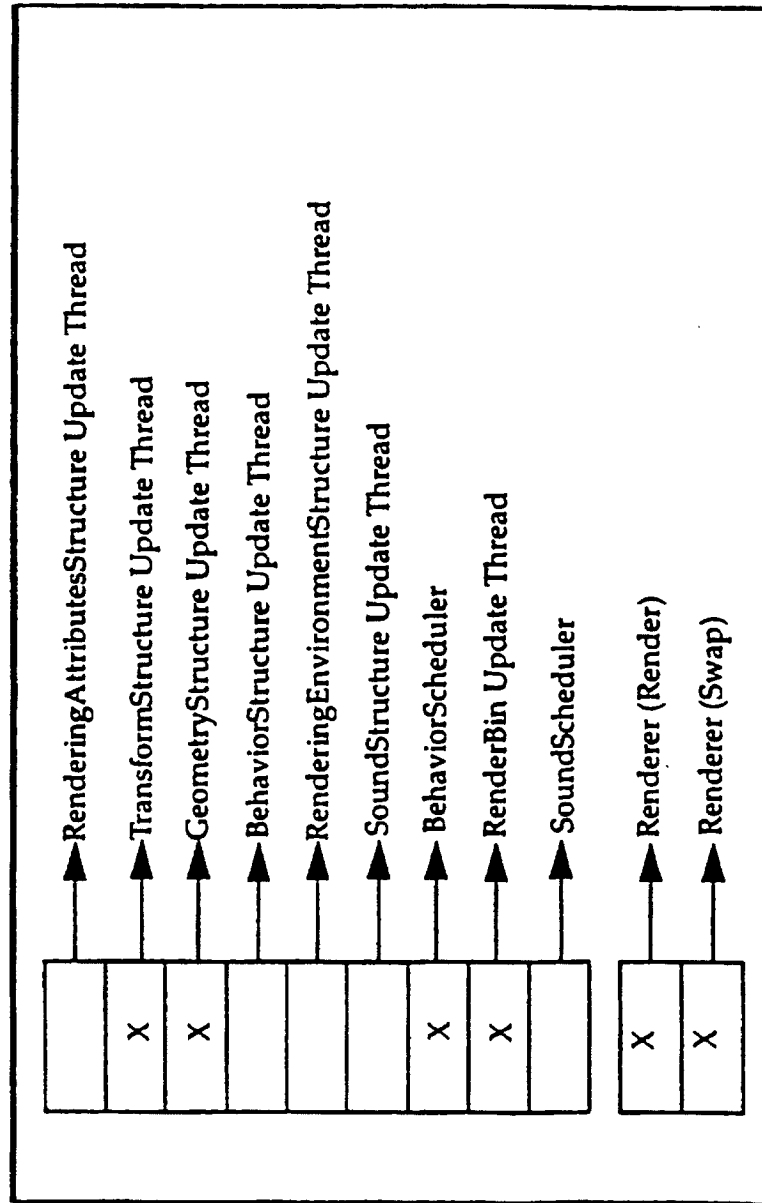 RenderingAttributesStructure Update Thread
X TransformStructure Update Thread
X GeometryStructure Update Thread
BehaviorStructure Update Thread
RenderingEnvironmentStructure Update Thread
SoundStructure Update Thread
X BehaviorScheduler
X RenderBin Update Thread
SoundScheduler
X Renderer (Render)
X Renderer (Swap)